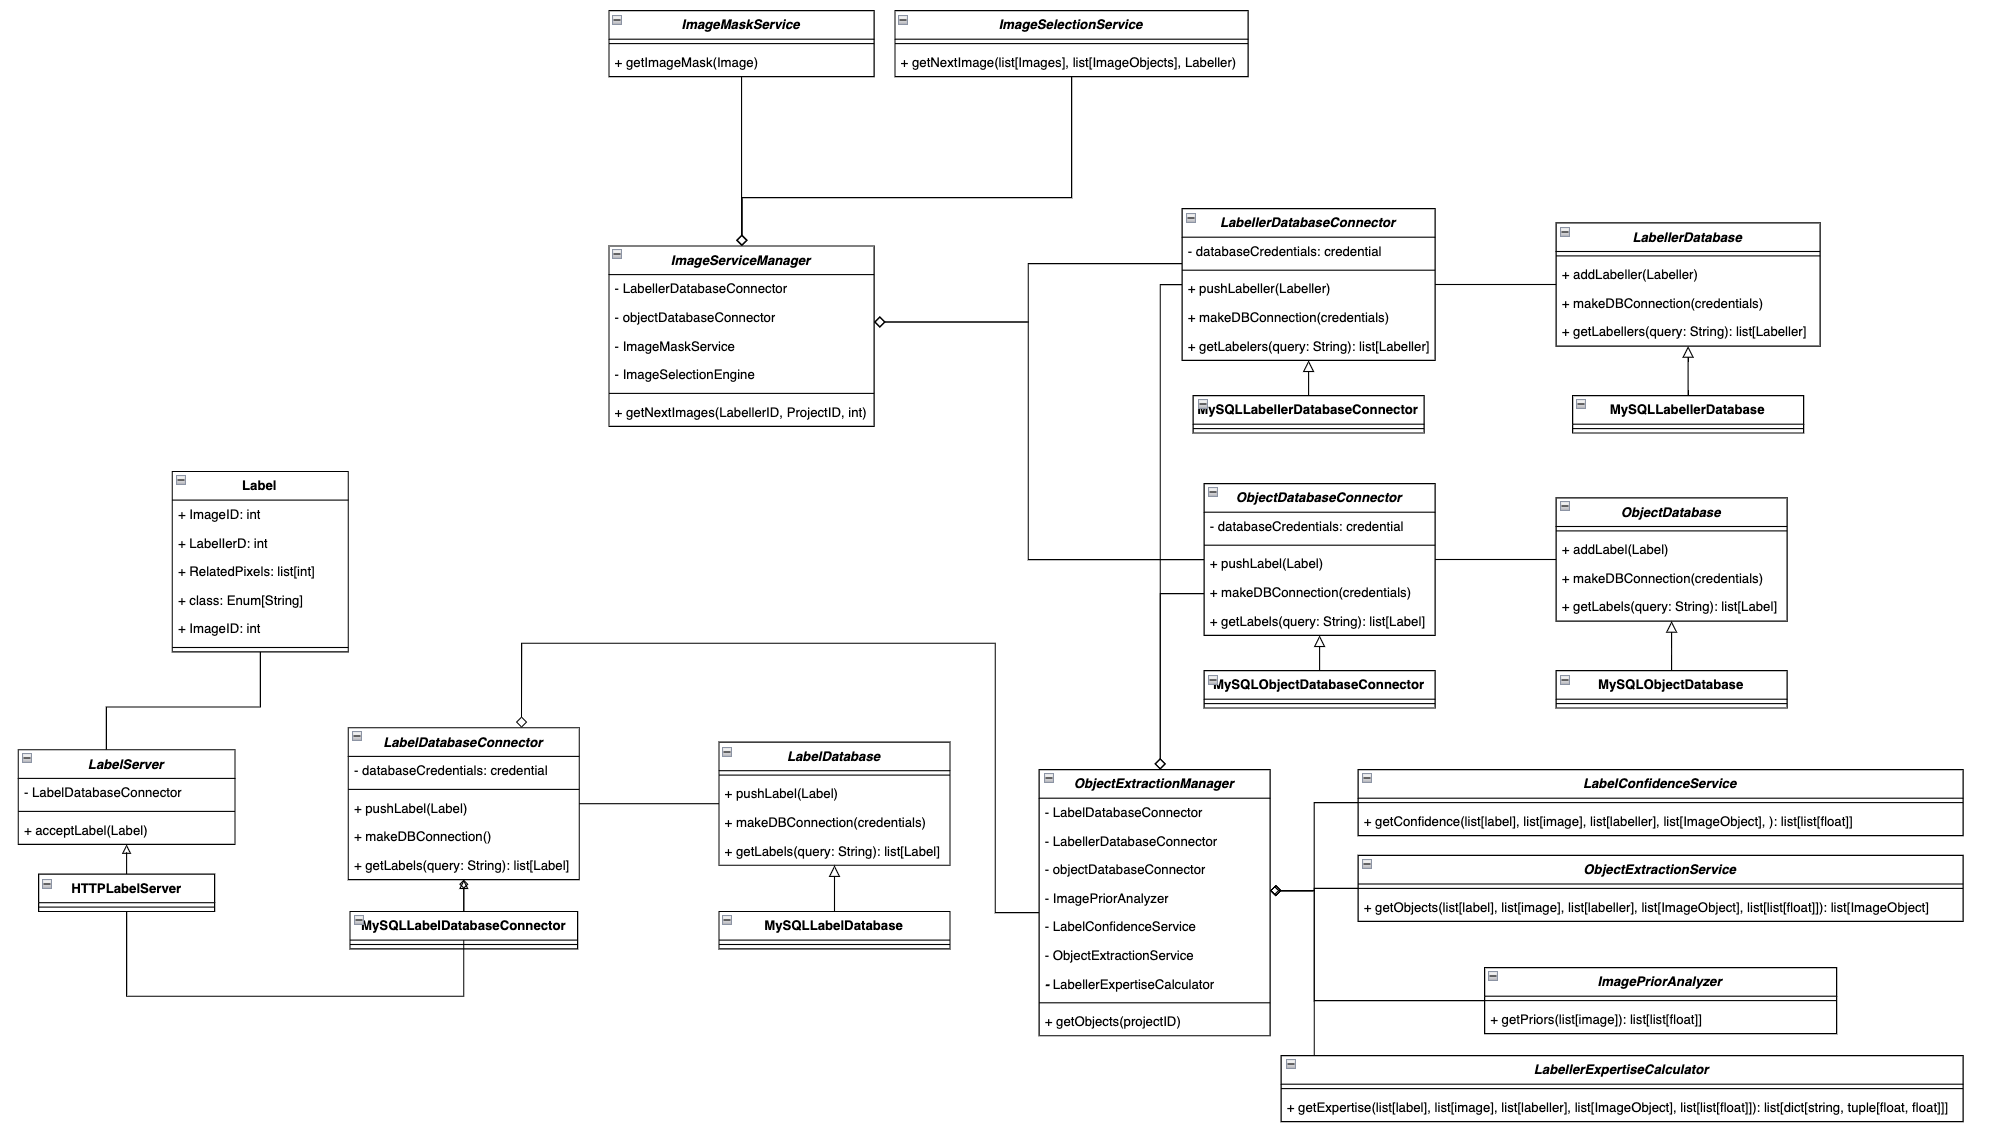 ImageMaskService
+ getImageMask(Image)
ImageSelectionService
+ getNextImage(list[Images], list[ImageObjects], Labeller)
ImageServiceManager
- LabellerDatabaseConnector
- objectDatabaseConnector
- ImageMaskService
- ImageSelectionEngine
+ getNextImages(LabellerID, ProjectID, int)
LabellerDatabaseConnector
- databaseCredentials: credential
+ pushLabeller(Labeller)
+ makeDBConnection(credentials)
+ getLabelers(query: String): list[Labeller]
MySQLLabellerDatabaseConnector
LabellerDatabase
+ addLabeller(Labeller)
+ makeDBConnection(credentials)
+ getLabellers(query: String): list[Labeller]
MySQLLabellerDatabase
Label
+ ImageID: int
+ LabellerD: int
+ RelatedPixels: list[int]
+ class: Enum[String]
+ ImageID: int
ObjectDatabaseConnector
- databaseCredentials: credential
+ pushLabel(Label)
+ makeDBConnection(credentials)
+ getLabels(query: String): list[Label]
MySQLObjectDatabaseConnector
ObjectDatabase
+ addLabel(Label)
+ makeDBConnection(credentials)
+ getLabels(query: String): list[Label]
MySQLObjectDatabase
LabelServer
- LabelDatabaseConnector
+ acceptLabel(Label)
HTTPLabelServer
LabelDatabaseConnector
- databaseCredentials: credential
+ pushLabel(Label)
+ makeDBConnection()
+ getLabels(query: String): list[Label]
MySQLLabelDatabaseConnector
LabelDatabase
+ pushLabel(Label)
+ makeDBConnection(credentials)
+ getLabels(query: String): list[Label]
MySQLLabelDatabase
ObjectExtractionManager
- LabelDatabaseConnector
- LabellerDatabaseConnector
- objectDatabaseConnector
- ImagePriorAnalyzer
- LabelConfidenceService
- ObjectExtractionService
- LabellerExpertiseCalculator
+ getObjects(projectID)
LabelConfidenceService
+ getConfidence(list[label], list[image], list[labeller], list[ImageObject], ): list[list[float]]
ObjectExtractionService
+ getObjects(list[label], list[image], list[labeller], list[ImageObject], list[list[float]]): list[ImageObject]
ImagePriorAnalyzer
+ getPriors(list[image]): list[list[float]]
LabellerExpertiseCalculator
+ getExpertise(list[label], list[image], list[labeller], list[ImageObject], list[list[float]]): list[dict[string, tuple[float, float]]]